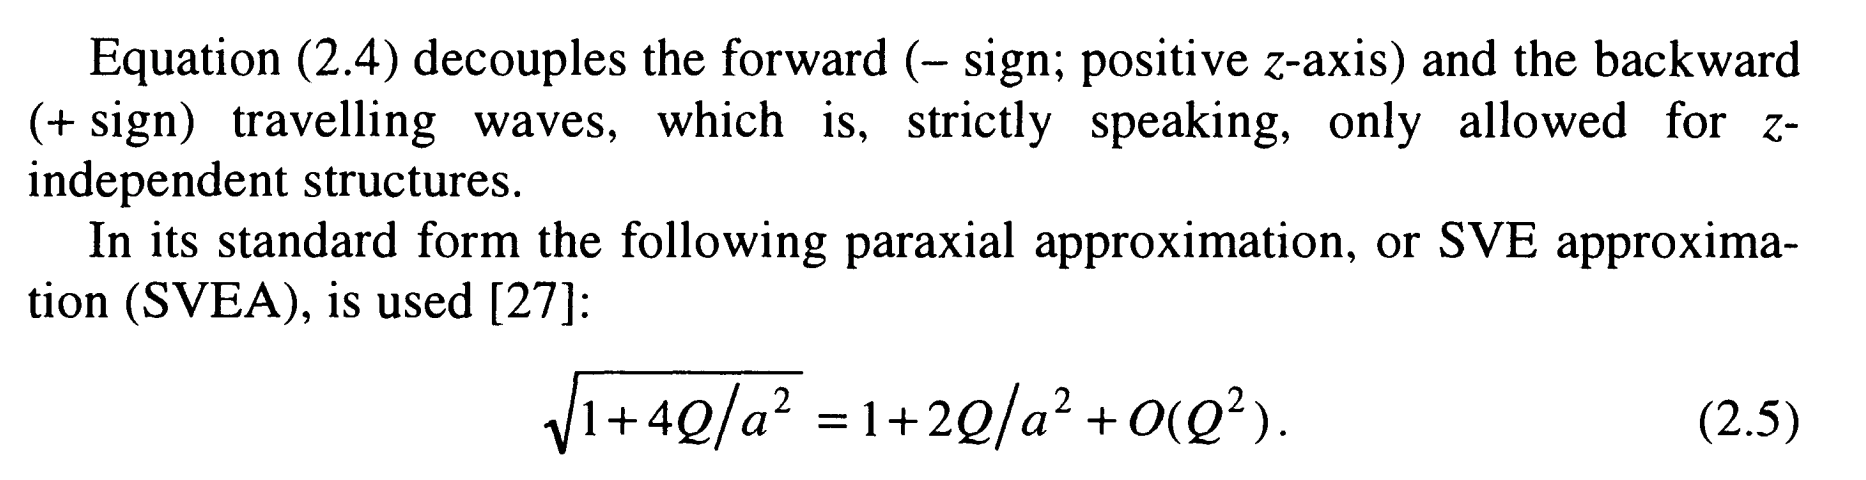 Equation (2.4) decouples the forward (– sign; positive z-axis) and the backward
(+ sign) travelling waves, which is, strictly speaking, only allowed for z-
independent structures.
In its standard form the following paraxial approximation, or SVE approxima-
tion (SVEA), is used [27]:
√1+4Q/a² = 1+2Q/a² + O(Q²). (2.5)